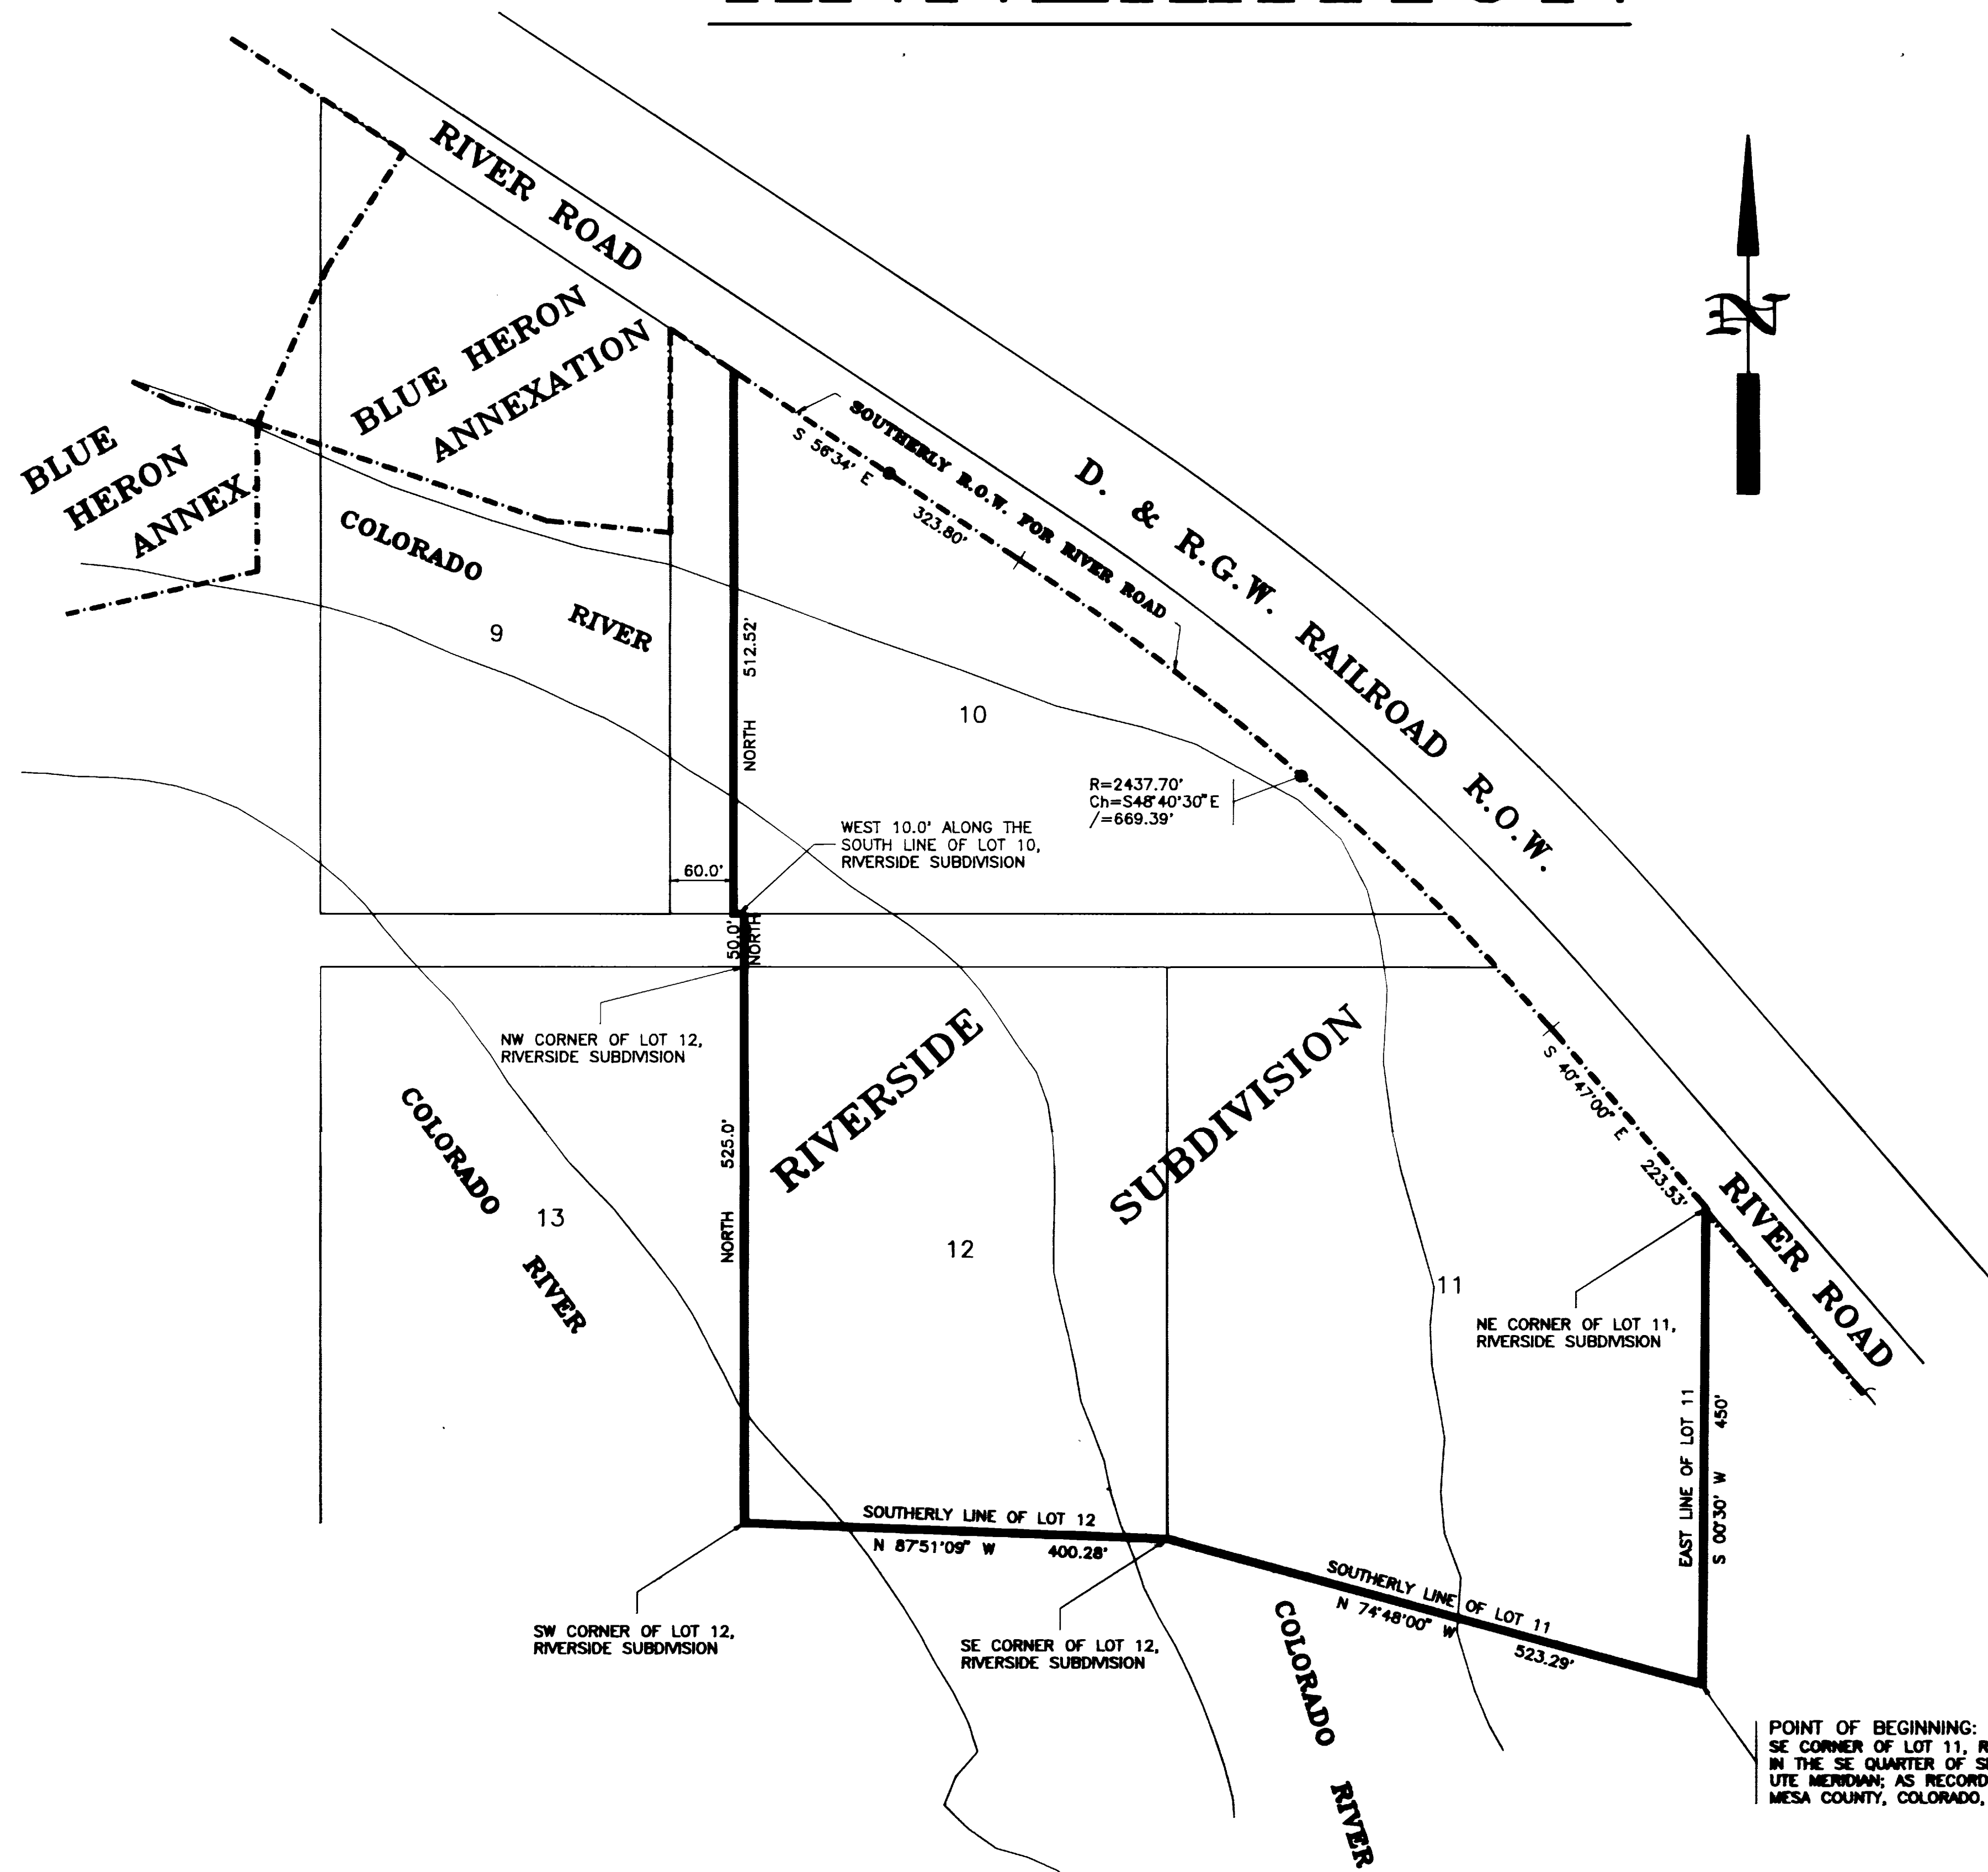 RIVER ROAD
BLUE HERON
ANNEXATION
BLUE
HERON
ANNEX
COLORADO
RIVER
9
SOUTHERLY R.O.W. FOR RIVER ROAD
S 56°34' E
323.80'
D. & R.G.W. RAILROAD R.O.W.
N
NORTH 512.52'
10
R=2437.70'
Ch=S48°40'30"E
/=669.39'
WEST 10.0' ALONG THE
SOUTH LINE OF LOT 10,
RIVERSIDE SUBDIVISION
60.0'
50.0'
NORTH
NW CORNER OF LOT 12,
RIVERSIDE SUBDIVISION
RIVERSIDE
SUBDIVISION
S 40°47'00" E
223.53'
COLORADO
RIVER
13
NORTH 525.0'
12
11
RIVER ROAD
NE CORNER OF LOT 11,
RIVERSIDE SUBDIVISION
EAST LINE OF LOT 11
S 00°30' W 450'
SOUTHERLY LINE OF LOT 12
N 87°51'09" W 400.28'
SOUTHERLY LINE OF LOT 11
N 74°48'00" W
523.29'
SW CORNER OF LOT 12,
RIVERSIDE SUBDIVISION
SE CORNER OF LOT 12,
RIVERSIDE SUBDIVISION
COLORADO
RIVER
POINT OF BEGINNING:
SE CORNER OF LOT 11, R
IN THE SE QUARTER OF S
UTE MERIDIAN; AS RECORD
MESA COUNTY, COLORADO,